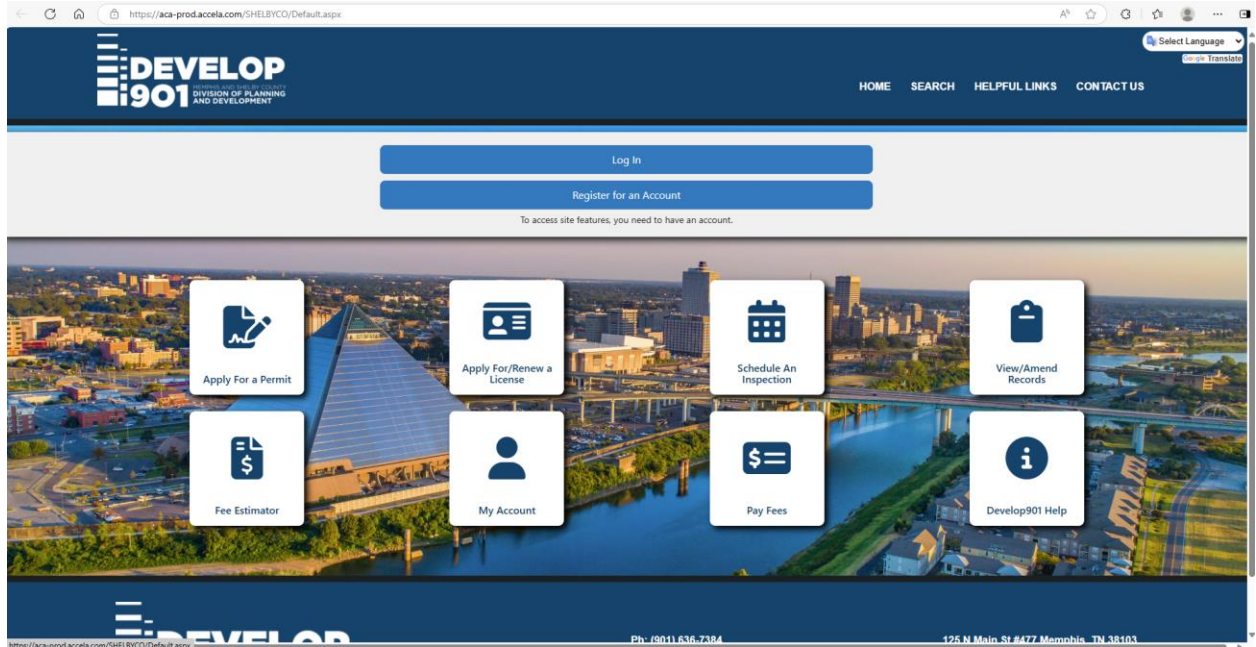 https://aca-prod.accela.com/SHELBYCO/Default.aspx
Select Language
Google Translate
DEVELOP
901
MEMPHIS AND SHELBY COUNTY
DIVISION OF PLANNING
AND DEVELOPMENT
HOME SEARCH HELPFUL LINKS CONTACT US
Log In
Register for an Account
To access site features, you need to have an account.
Apply For a Permit
Apply For/Renew a
License
Schedule An
Inspection
View/Amend
Records
Fee Estimator
My Account
Pay Fees
Develop901 Help
DEVELOP
Ph: (901) 636-7384
125 N Main St #477 Memphis, TN 38103
https://aca-prod.accela.com/SHELBYCO/Default.aspx